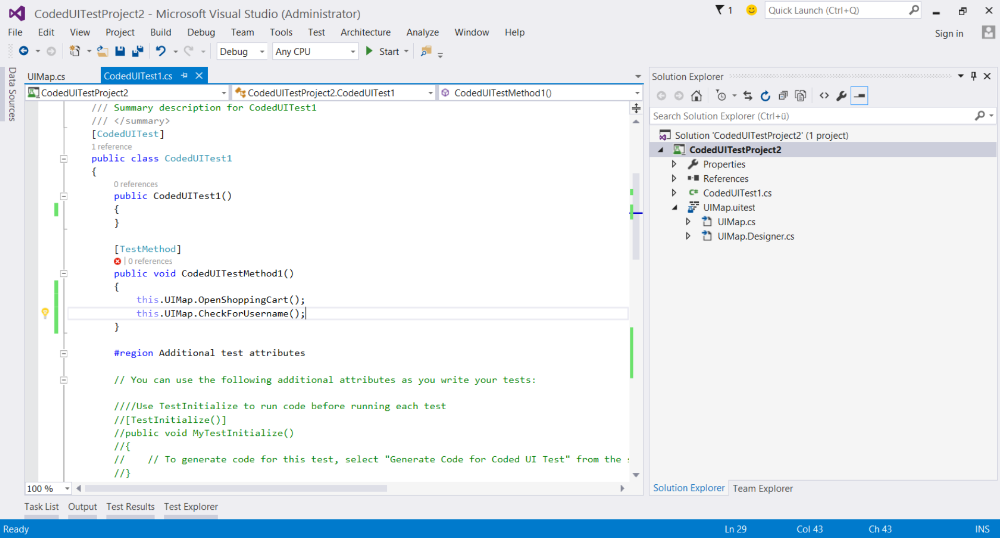 CodedUITestProject2 - Microsoft Visual Studio (Administrator)
1
Quick Launch (Ctrl+Q)
File Edit View Project Build Debug Team Tools Test Architecture Analyze Window Help
Sign in
Debug Any CPU Start
Data Sources
UIMap.cs CodedUITest1.cs
CodedUITestProject2 CodedUITestProject2.CodedUITest1 CodedUITestMethod1()
/// Summary description for CodedUITest1
/// </summary>
[CodedUITest]
1 reference
public class CodedUITest1
{
0 references
public CodedUITest1()
{
}
[TestMethod]
| 0 references
public void CodedUITestMethod1()
{
this.UIMap.OpenShoppingCart();
this.UIMap.CheckForUsername();
}
#region Additional test attributes
// You can use the following additional attributes as you write your tests:
////Use TestInitialize to run code before running each test
//[TestInitialize()]
//public void MyTestInitialize()
//{
//    // To generate code for this test, select "Generate Code for Coded UI Test" from the s
//}
100 %
Solution Explorer
Search Solution Explorer (Ctrl+ü)
Solution 'CodedUITestProject2' (1 project)
CodedUITestProject2
Properties
References
C# CodedUITest1.cs
UIMap.uitest
UIMap.cs
UIMap.Designer.cs
Solution Explorer Team Explorer
Task List Output Test Results Test Explorer
Ready Ln 29 Col 43 Ch 43 INS